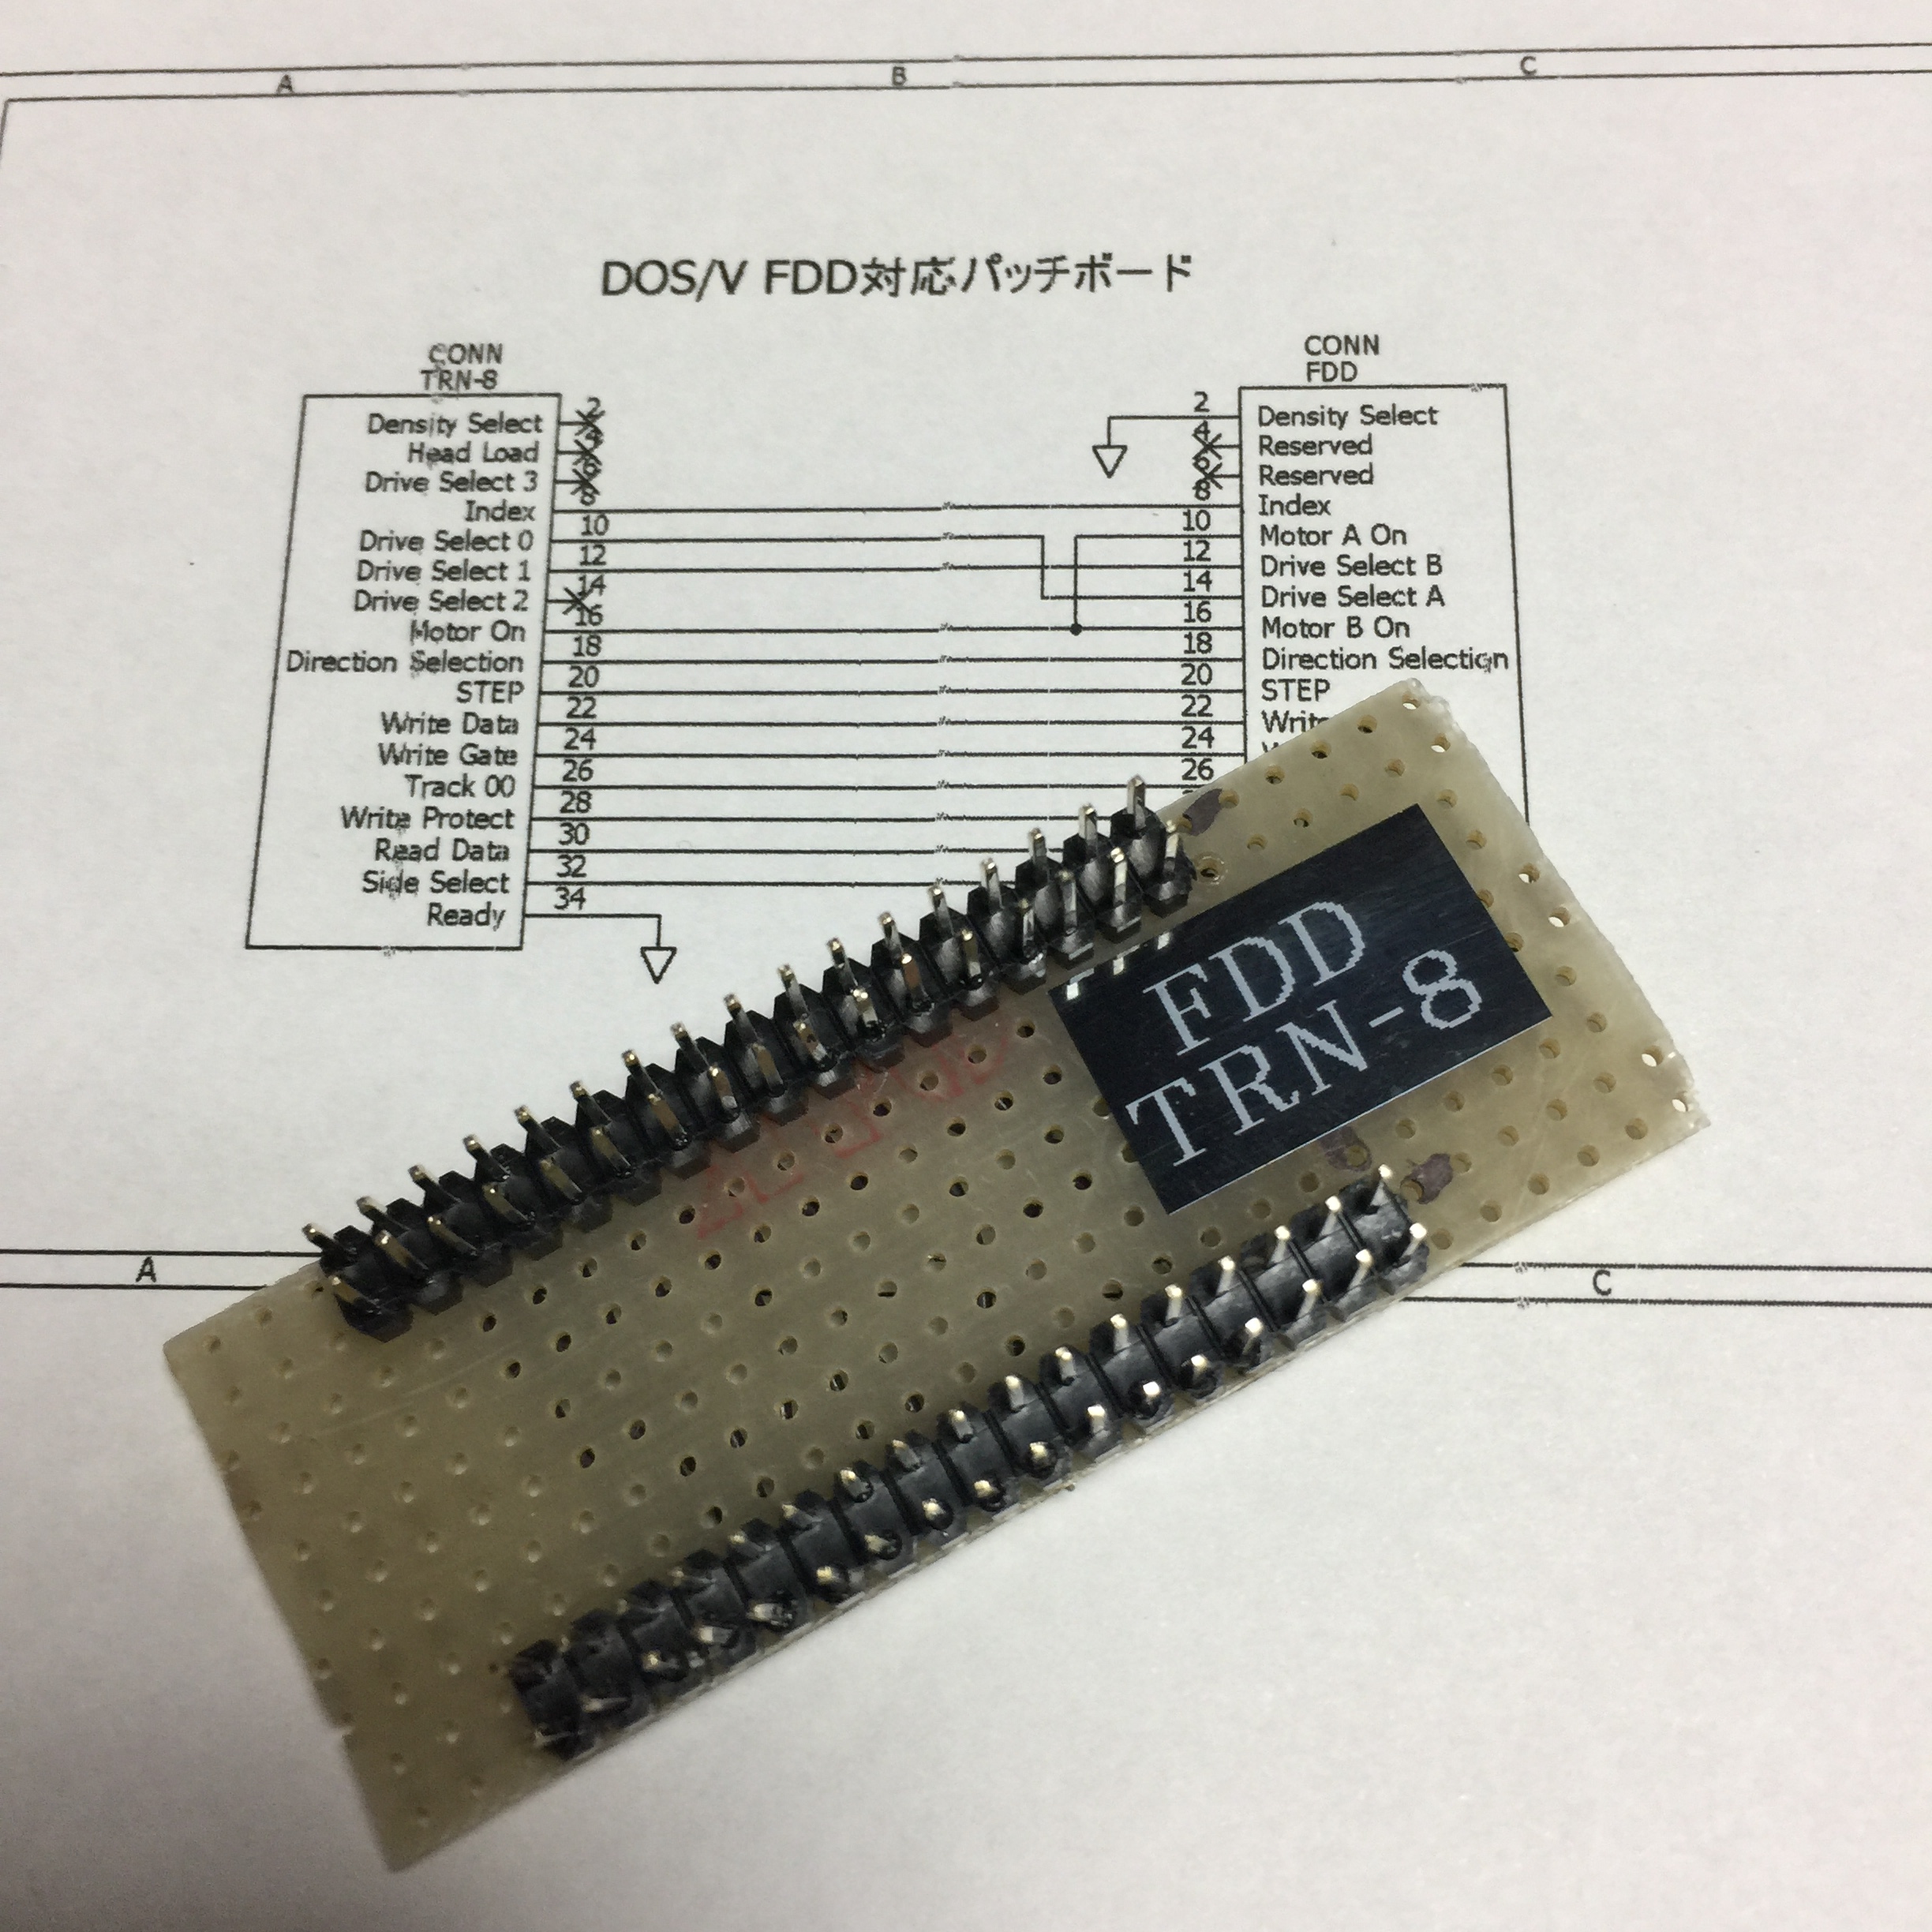 A B C
DOS/V FDD対応パッチボード
CONN
TRN-8
CONN
FDD
Density Select 2
2 Density Select
Head Load 4
4 Reserved
Drive Select 3 6
6 Reserved
Index 8
8 Index
Drive Select 0 10
10 Motor A On
Drive Select 1 12
12 Drive Select B
Drive Select 2 14
14 Drive Select A
Motor On 16
16 Motor B On
Direction Selection 18
18 Direction Selection
STEP 20
20 STEP
Write Data 22
22
Write Gate 24
24
Track 00 26
26
Write Protect 28
Read Data 30
Side Select 32
Ready 34
FDD
TRN-8
A C